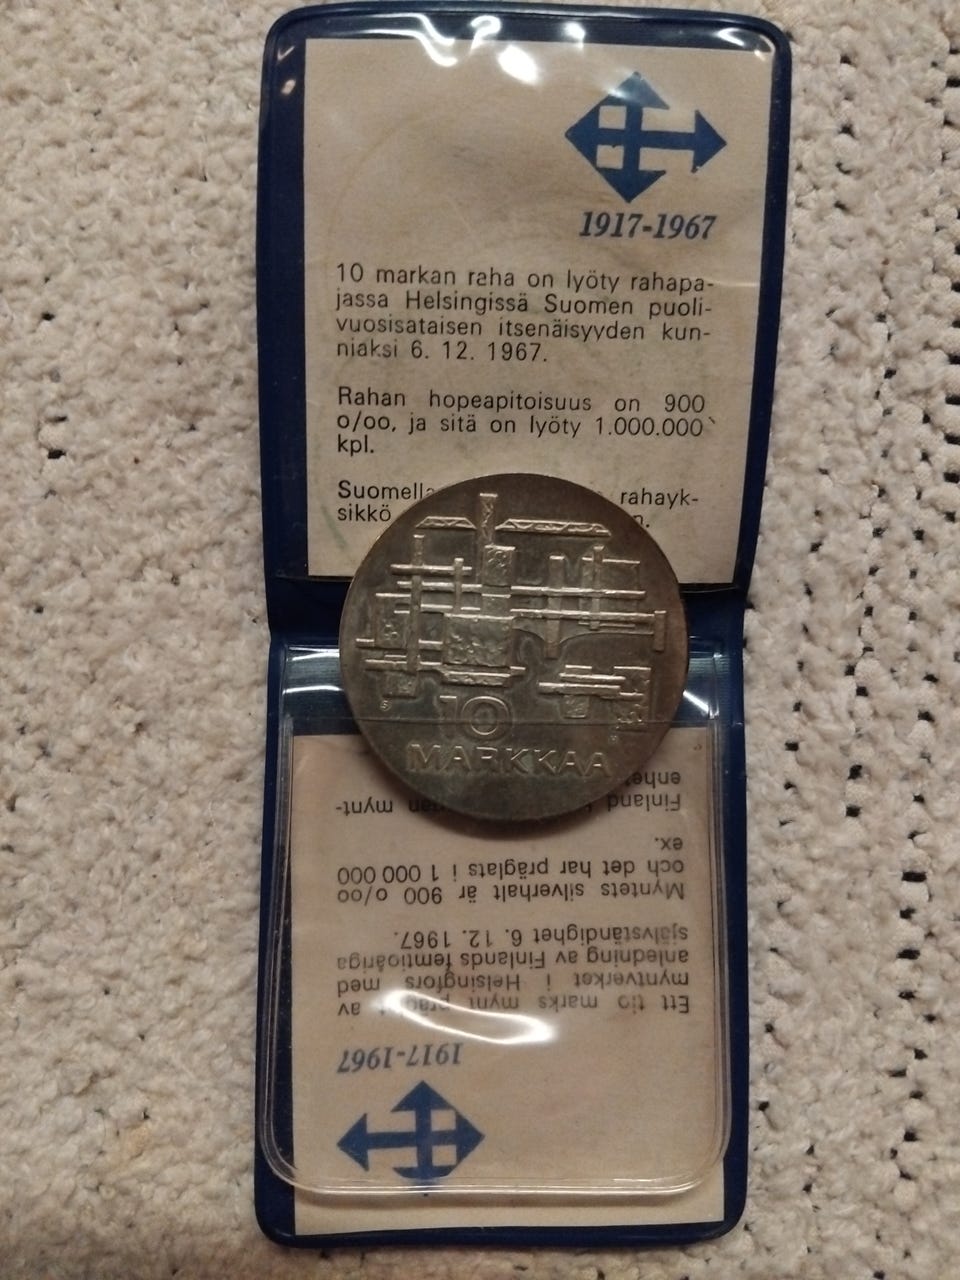 1917-1967
10 markan raha on lyöty rahapa-
jassa Helsingissä Suomen puoli-
vuosisataisen itsenäisyyden kun-
niaksi 6. 12. 1967.
Rahan hopeapitoisuus on 900
o/oo, ja sitä on lyöty 1.000.000
kpl.
Suomella rahayk-
sikkö
S
10
MARKKAA
1917-1967
Ett tio marks mynt av
myntverket i Helsingfors med
anledning av Finlands femtioåriga
självständighet 6. 12. 1967.
Myntets silverhalt är 900 o/oo
och det har präglats i 1 000 000
ex.
Finland mynt-
enhet